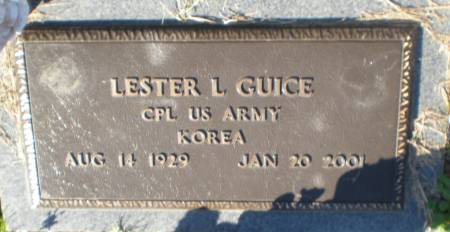 LESTER L GUICE
CPL US ARMY
KOREA
AUG 14 1929 JAN 20 2001